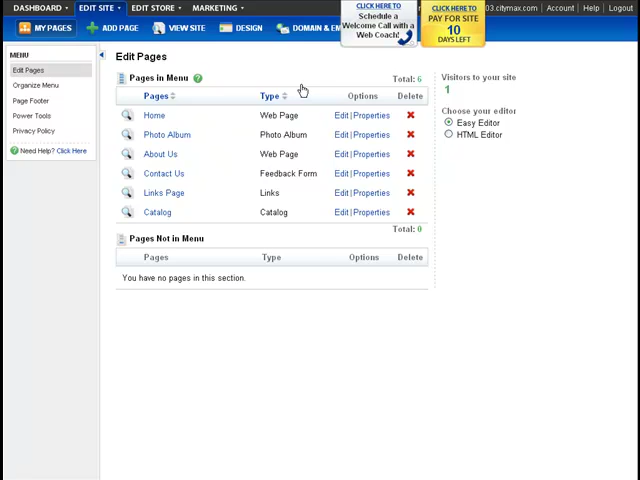 DASHBOARD EDIT SITE EDIT STORE MARKETING 03.citymax.com Account Help Logout
CLICK HERE TO
Schedule a
Welcome Call with a
Web Coach!
CLICK HERE TO
PAY FOR SITE
10
DAYS LEFT
MY PAGES ADD PAGE VIEW SITE DESIGN DOMAIN & EM
MENU
Edit Pages
Organize Menu
Page Footer
Power Tools
Privacy Policy
Need Help? Click Here
Edit Pages
Pages in Menu Total: 6
Pages Type Options Delete
Home Web Page Edit|Properties
Photo Album Photo Album Edit|Properties
About Us Web Page Edit|Properties
Contact Us Feedback Form Edit|Properties
Links Page Links Edit|Properties
Catalog Catalog Edit|Properties
Total: 0
Pages Not in Menu
Pages Type Options Delete
You have no pages in this section.
Visitors to your site
1
Choose your editor
Easy Editor
HTML Editor